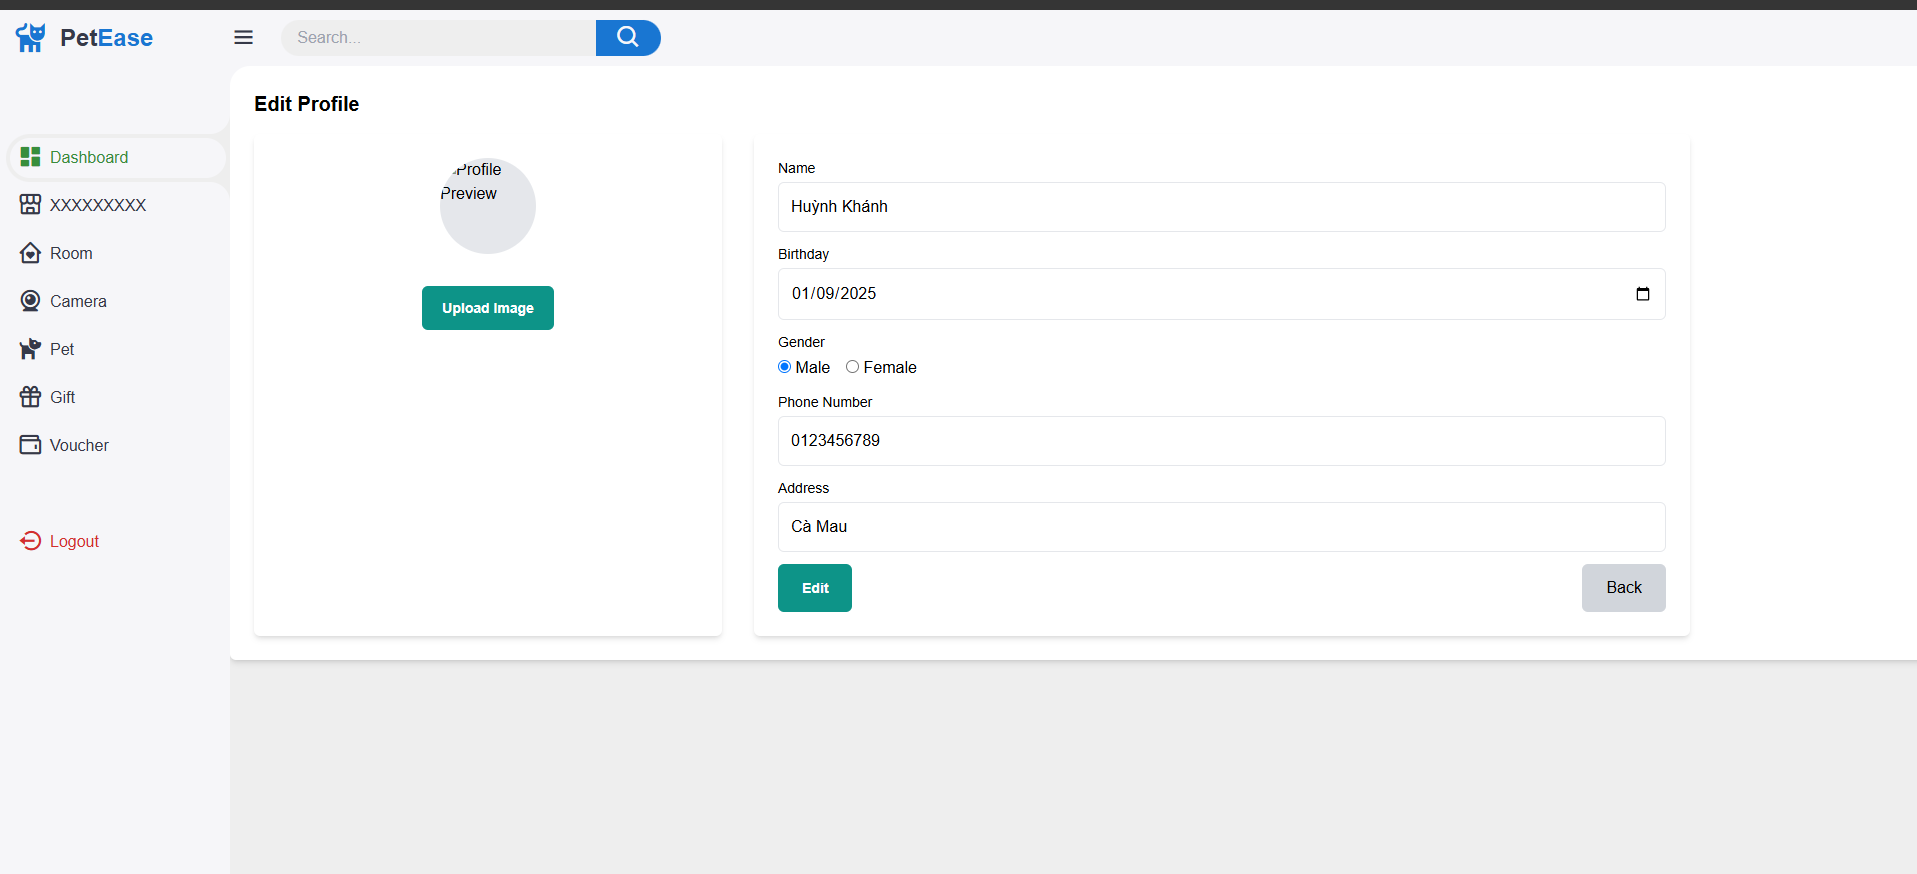 PetEase
Search...
Edit Profile
Dashboard
XXXXXXXXX
Room
Camera
Pet
Gift
Voucher
Logout
Profile
Preview
Upload Image
Name
Huỳnh Khánh
Birthday
01/09/2025
Gender
Male Female
Phone Number
0123456789
Address
Cà Mau
Edit
Back